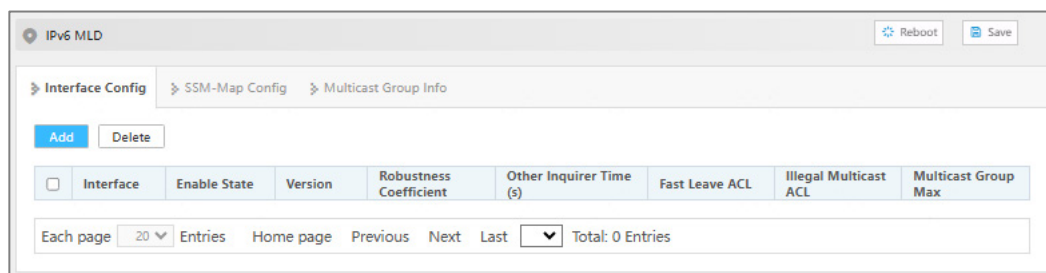 IPv6 MLD Reboot Save
Interface Config SSM-Map Config Multicast Group Info
Add Delete
Interface Enable State Version Robustness Coefficient Other Inquirer Time (s) Fast Leave ACL Illegal Multicast ACL Multicast Group Max
Each page 20 Entries Home page Previous Next Last Total: 0 Entries